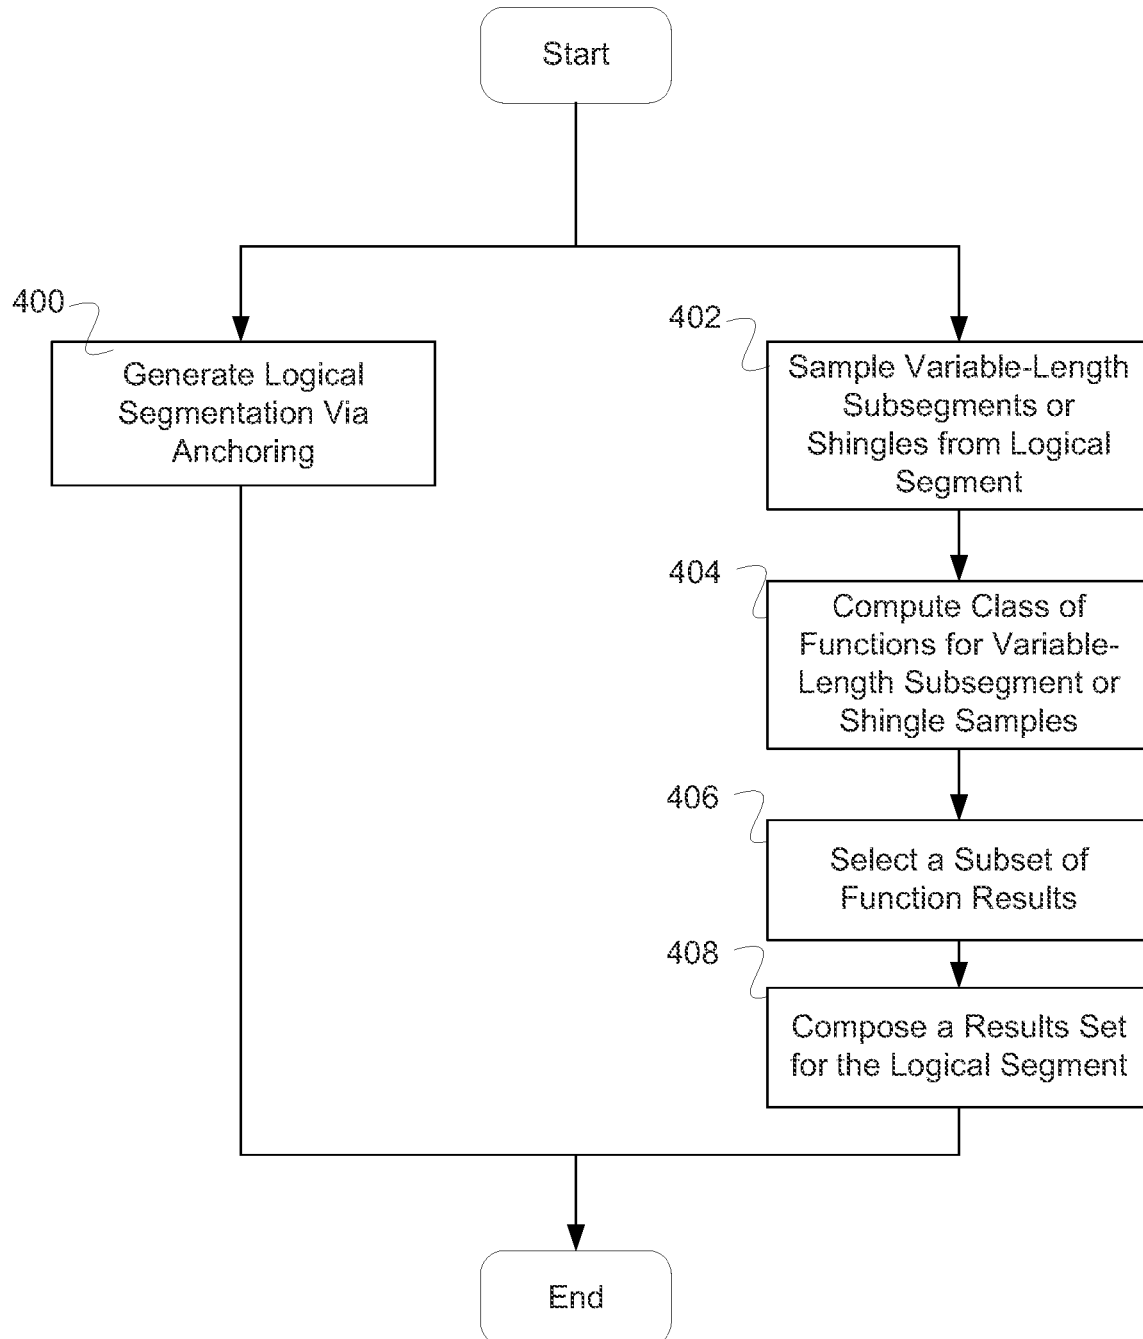 Start
400
Generate Logical
Segmentation Via
Anchoring
402
Sample Variable-Length
Subsegments or
Shingles from Logical
Segment
404
Compute Class of
Functions for Variable-
Length Subsegment or
Shingle Samples
406
Select a Subset of
Function Results
408
Compose a Results Set
for the Logical Segment
End